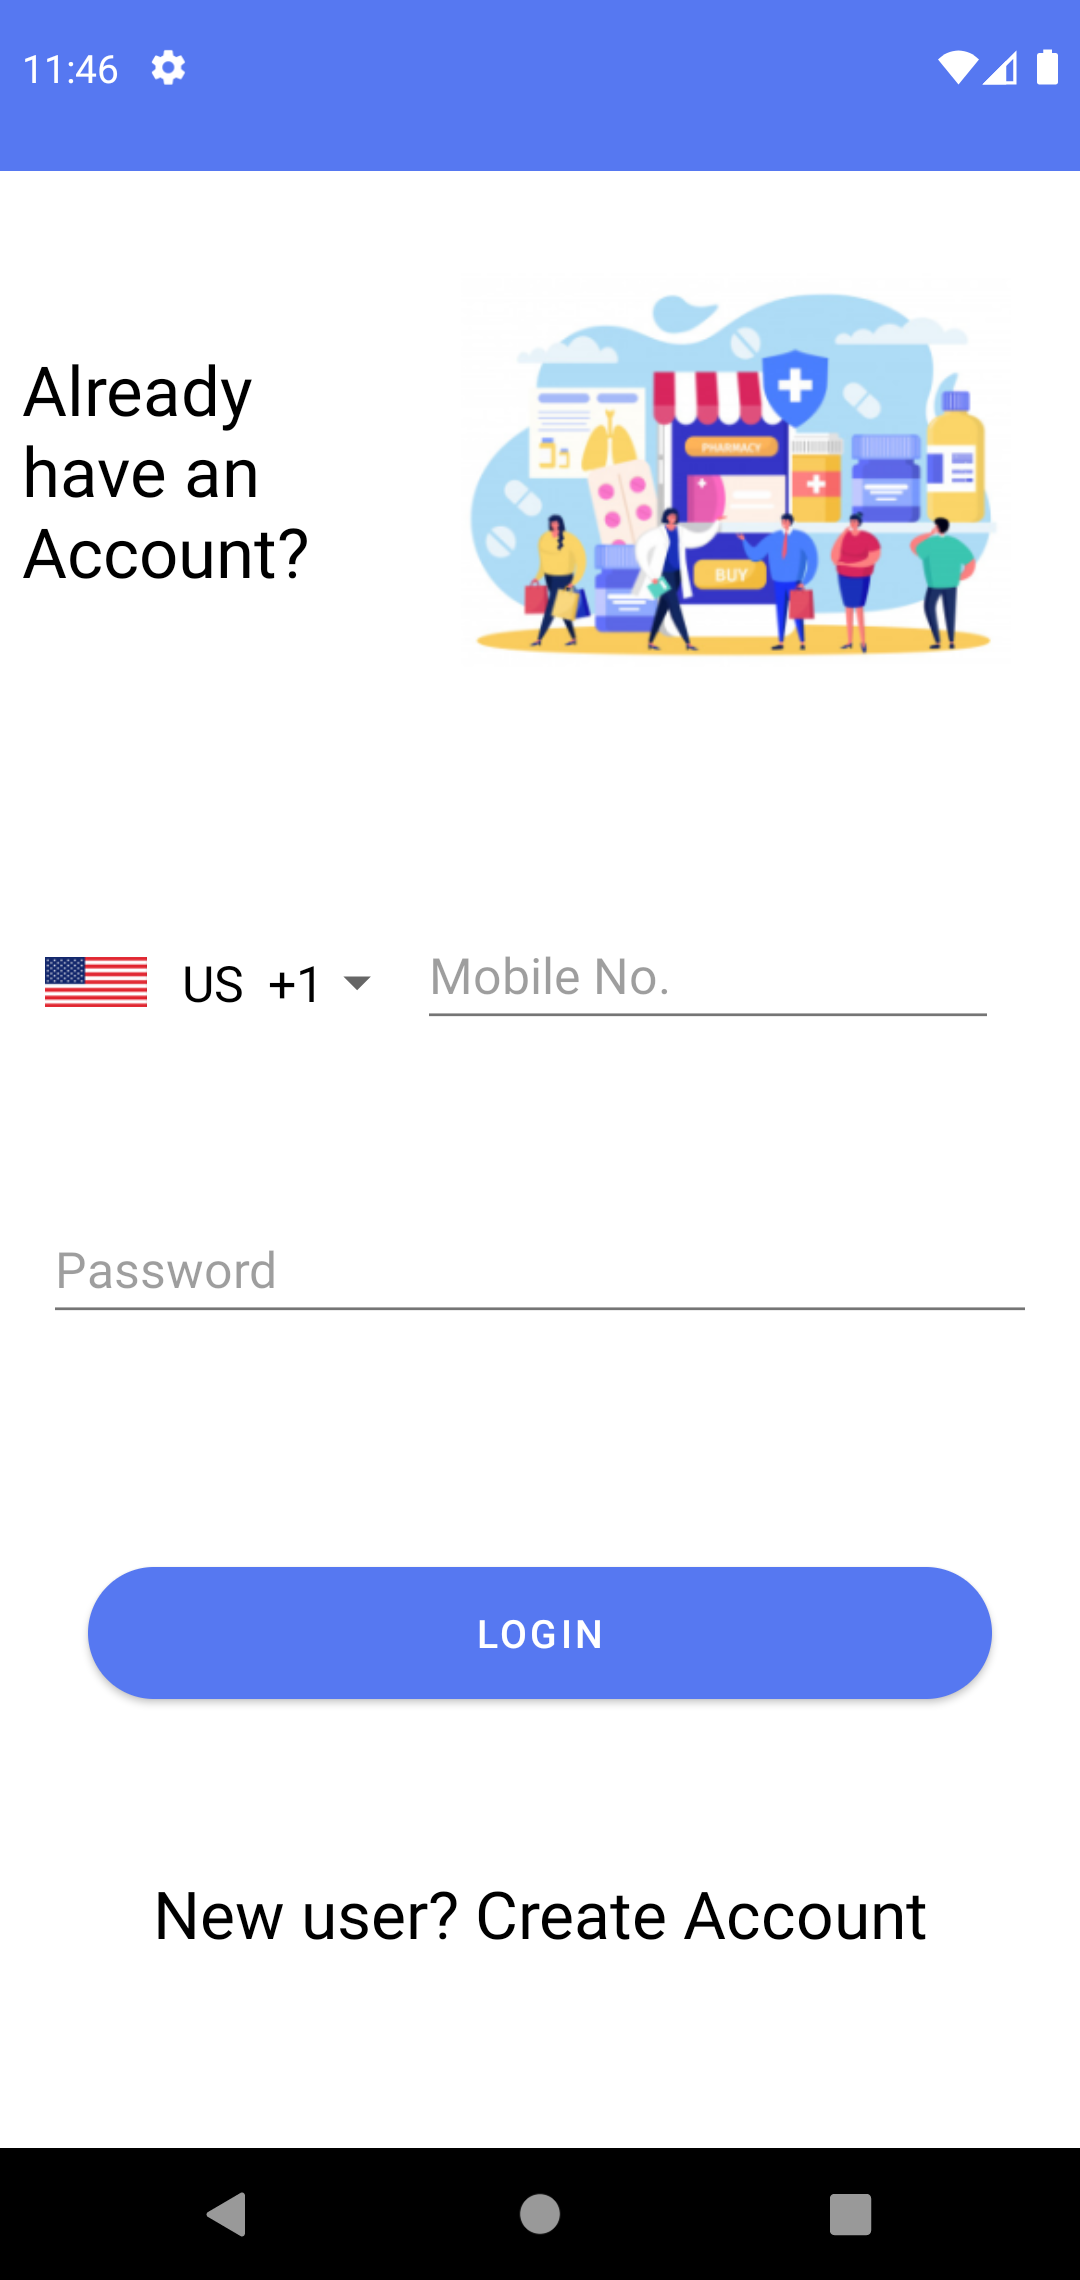 11:46
Already
have an
Account?
PHARMACY
BUY
US +1
Mobile No.
Password
LOGIN
New user? Create Account